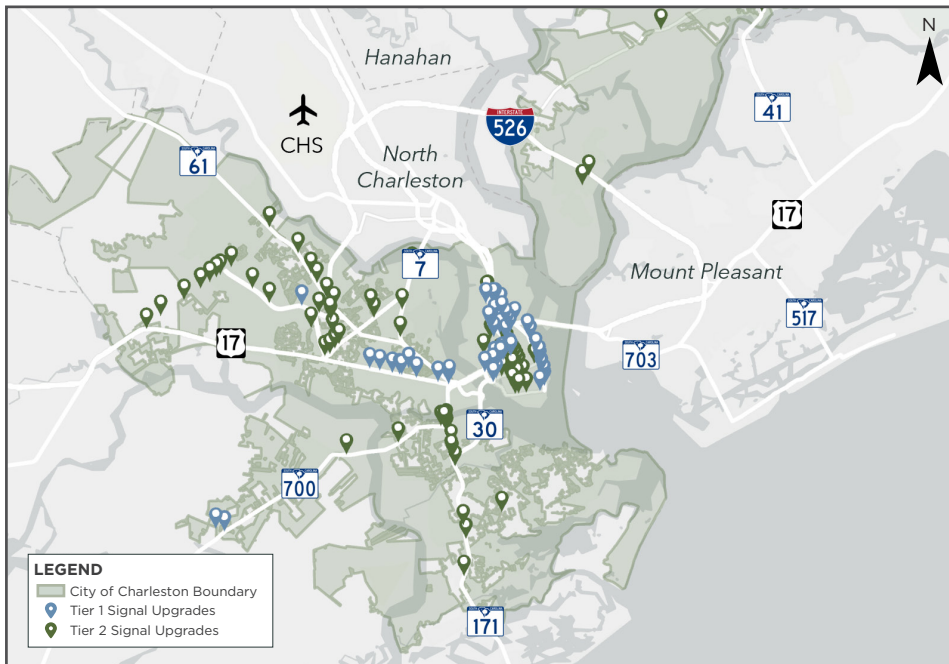 N
Hanahan
41
INTERSTATE
526
CHS
North
Charleston
61
17
7
Mount Pleasant
517
17
703
30
700
LEGEND
City of Charleston Boundary
Tier 1 Signal Upgrades
Tier 2 Signal Upgrades
171